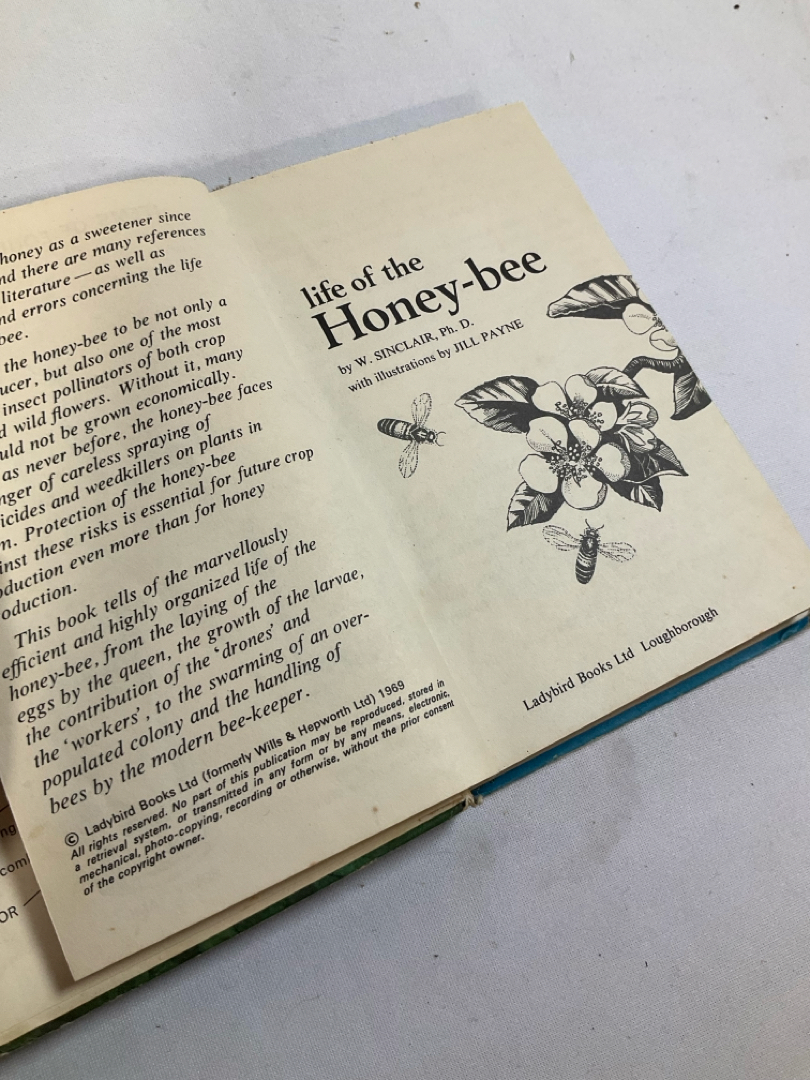 honey as a sweetener since
nd there are many references
literature — as well as
nd errors concerning the life
bee.
the honey-bee to be not only a
ucer, but also one of the most
insect pollinators of both crop
d wild flowers. Without it, many
uld not be grown economically.
as never before, the honey-bee faces
nger of careless spraying of
icides and weedkillers on plants in
m. Protection of the honey-bee
inst these risks is essential for future crop
oduction even more than for honey
oduction.
This book tells of the marvellously
efficient and highly organized life of the
honey-bee, from the laying of the
eggs by the queen, the growth of the larvae,
the contribution of the 'drones' and
the 'workers', to the swarming of an over-
populated colony and the handling of
bees by the modern bee-keeper.
© Ladybird Books Ltd (formerly Wills & Hepworth Ltd) 1969
All rights reserved. No part of this publication may be reproduced, stored in
a retrieval system, or transmitted in any form or by any means, electronic,
mechanical, photo-copying, recording or otherwise, without the prior consent
of the copyright owner.
ng
com
OR
life of the
Honey-bee
by W. SINCLAIR, Ph. D.
with illustrations by JILL PAYNE
Ladybird Books Ltd Loughborough